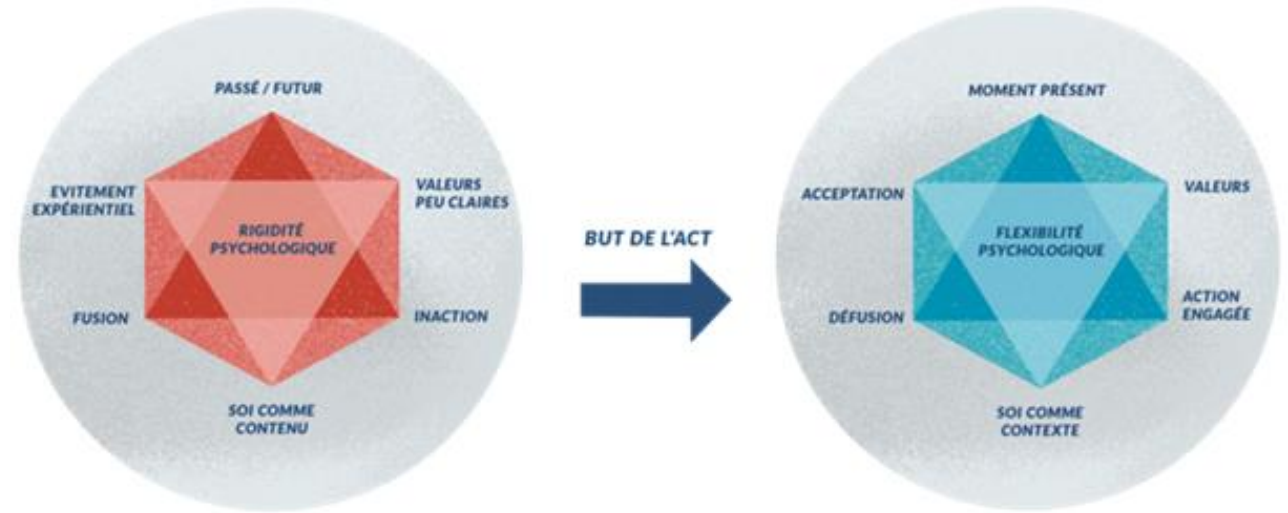 PASSÉ / FUTUR
EVITEMENT
EXPÉRIENTIEL
VALEURS
PEU CLAIRES
RIGIDITÉ
PSYCHOLOGIQUE
FUSION
INACTION
SOI COMME
CONTENU
BUT DE L'ACT
MOMENT PRÉSENT
ACCEPTATION
VALEURS
FLEXIBILITÉ
PSYCHOLOGIQUE
DÉFUSION
ACTION
ENGAGÉE
SOI COMME
CONTEXTE